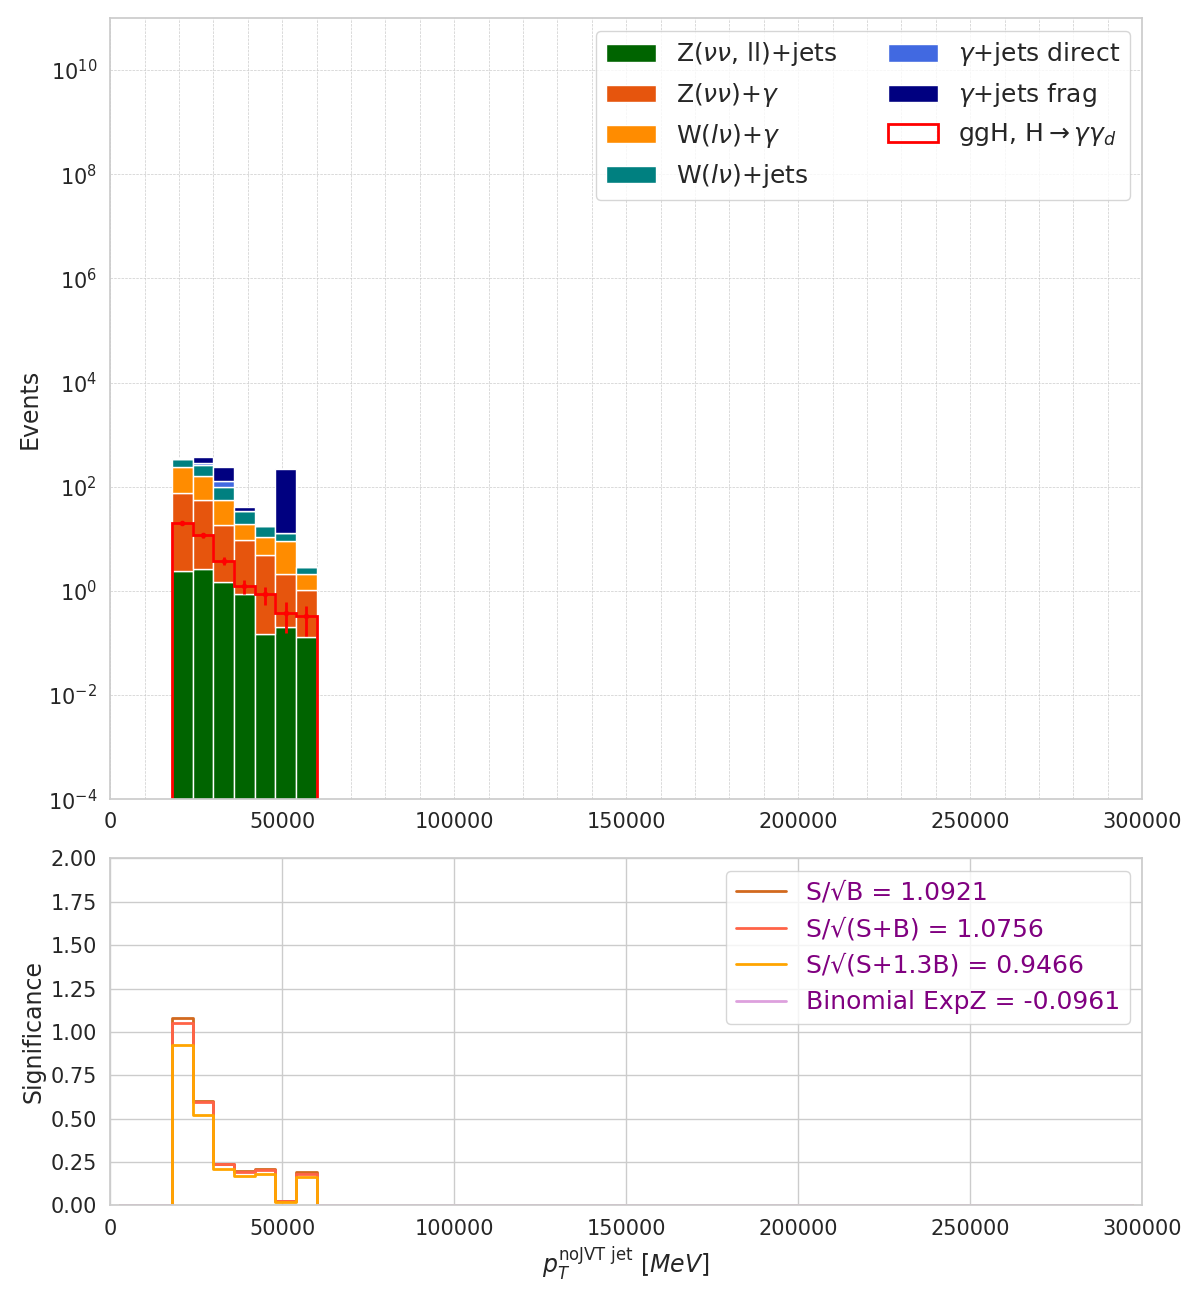 Z(νν, ll)+jets
Z(νν)+γ
W(lν)+γ
W(lν)+jets
γ+jets direct
γ+jets frag
ggH, H→γγ_d
10^10
10^8
10^6
10^4
10^2
10^0
10^−2
10^−4
Events
0 50000 100000 150000 200000 250000 300000
2.00
1.75
1.50
1.25
1.00
0.75
0.50
0.25
0.00
Significance
S/√B = 1.0921
S/√(S+B) = 1.0756
S/√(S+1.3B) = 0.9466
Binomial ExpZ = -0.0961
0 50000 100000 150000 200000 250000 300000
p_T^noJVT jet [MeV]